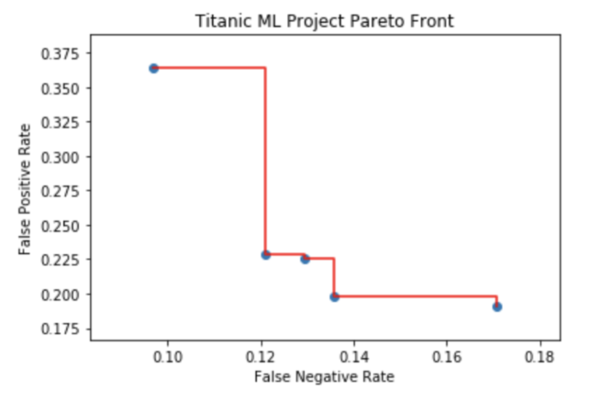 Titanic ML Project Pareto Front
False Positive Rate
0.375
0.350
0.325
0.300
0.275
0.250
0.225
0.200
0.175
0.10 0.12 0.14 0.16 0.18
False Negative Rate